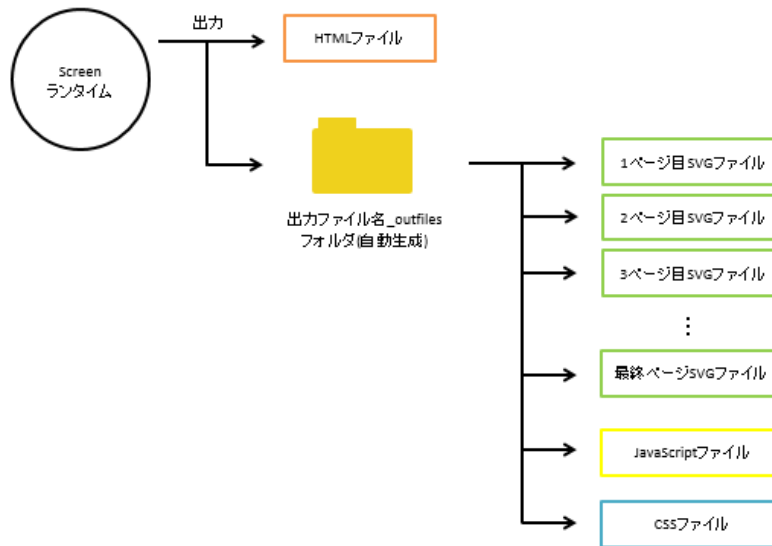 出力
Screen
ランタイム
HTMLファイル
出力ファイル名_outfiles
フォルダ(自動生成)
1ページ目SVGファイル
2ページ目SVGファイル
3ページ目SVGファイル
⋮
最終ページSVGファイル
JavaScriptファイル
CSSファイル